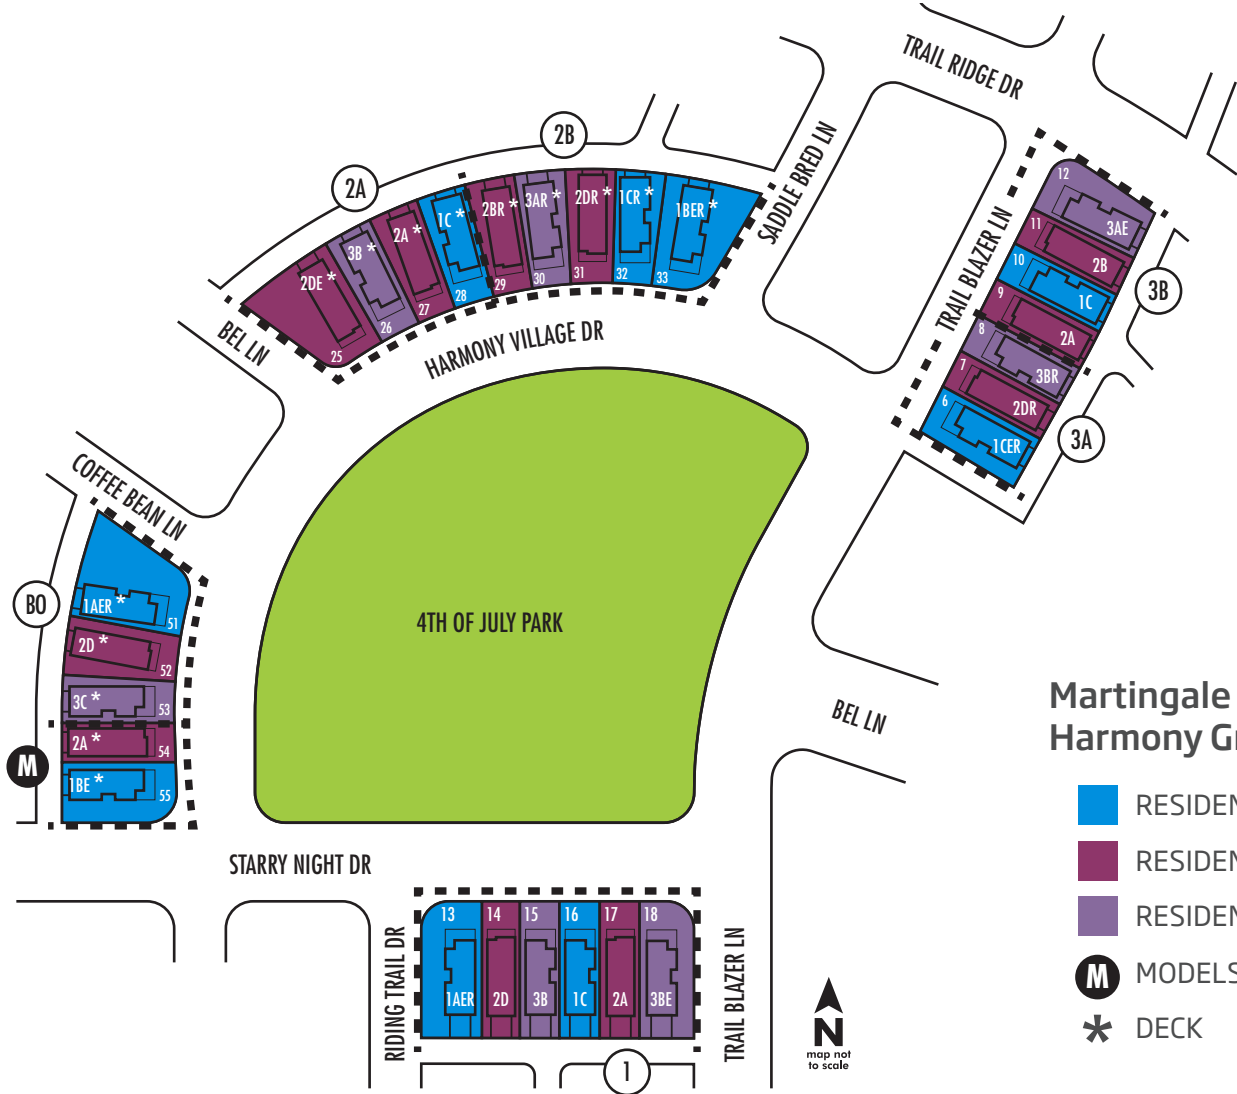 TRAIL RIDGE DR
2B
2A
SADDLE BRED LN
TRAIL BLAZER LN
12
3AE
11
2B
10
1C
9
2A
8
3BR
7
2DR
6
1CER
3B
3A
2DE *
25
3B *
26
2A *
27
1C *
28
2BR *
29
3AR *
30
2DR *
31
1CR *
32
1BER *
33
BEL LN
HARMONY VILLAGE DR
COFFEE BEAN LN
BO
1AER *
51
2D *
52
3C *
53
2A *
54
1BE *
55
M
4TH OF JULY PARK
BEL LN
STARRY NIGHT DR
RIDING TRAIL DR
13
1AER
14
2D
15
3B
16
1C
17
2A
18
3BE
TRAIL BLAZER LN
1
N
map not
to scale
Martingale
Harmony Gr
RESIDEN
RESIDEN
RESIDEN
M MODELS
* DECK